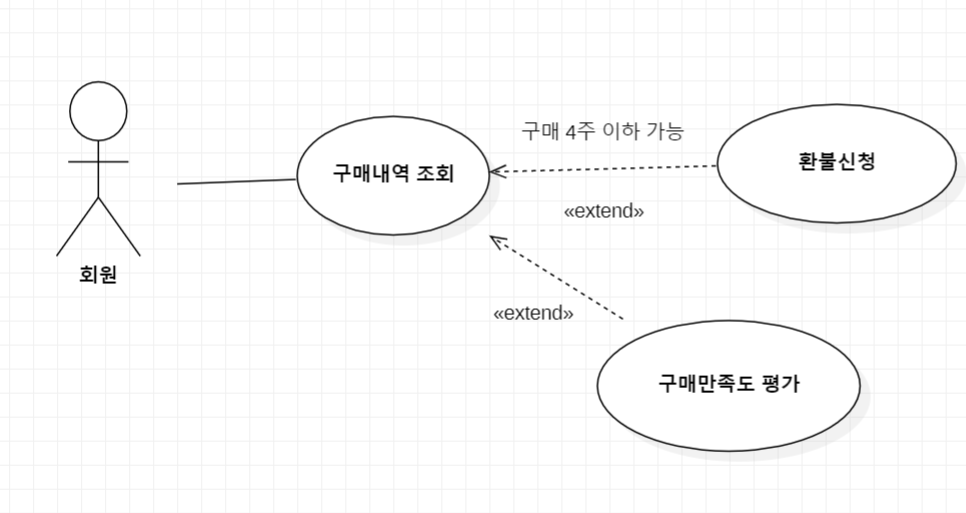 구매 4주 이하 가능
구매내역 조회
환불신청
«extend»
회원
«extend»
구매만족도 평가